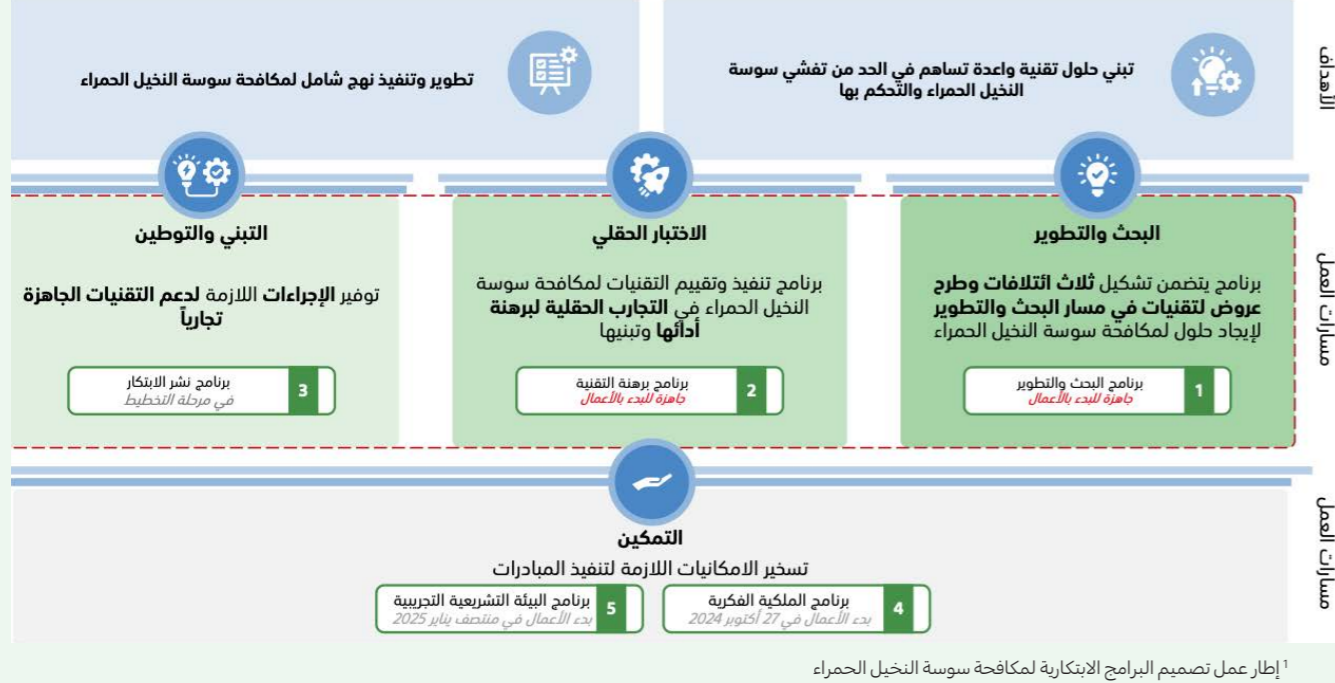 الأهداف
تبني حلول تقنية واعدة تساهم في الحد من تفشي سوسة
النخيل الحمراء والتحكم بها
تطوير وتنفيذ نهج شامل لمكافحة سوسة النخيل الحمراء
مسارات العمل
البحث والتطوير
برنامج يتضمن تشكيل ثلاث ائتلافات وطرح
عروض لتقنيات في مسار البحث والتطوير
لإيجاد حلول لمكافحة سوسة النخيل الحمراء
1
برنامج البحث والتطوير
جاهزة للبدء بالأعمال
الاختبار الحقلي
برنامج تنفيذ وتقييم التقنيات لمكافحة سوسة
النخيل الحمراء في التجارب الحقلية لبرهنة
أدائها وتبنيها
2
برنامج برهنة التقنية
جاهزة للبدء بالأعمال
التبني والتوطين
توفير الإجراءات اللازمة لدعم التقنيات الجاهزة
تجارياً
3
برنامج نشر الابتكار
في مرحلة التخطيط
مسارات العمل
التمكين
تسخير الامكانيات اللازمة لتنفيذ المبادرات
4
برنامج الملكية الفكرية
بدء الأعمال في 27 أكتوبر 2024
5
برنامج البيئة التشريعية التجريبية
بدء الأعمال في منتصف يناير 2025
¹ إطار عمل تصميم البرامج الابتكارية لمكافحة سوسة النخيل الحمراء